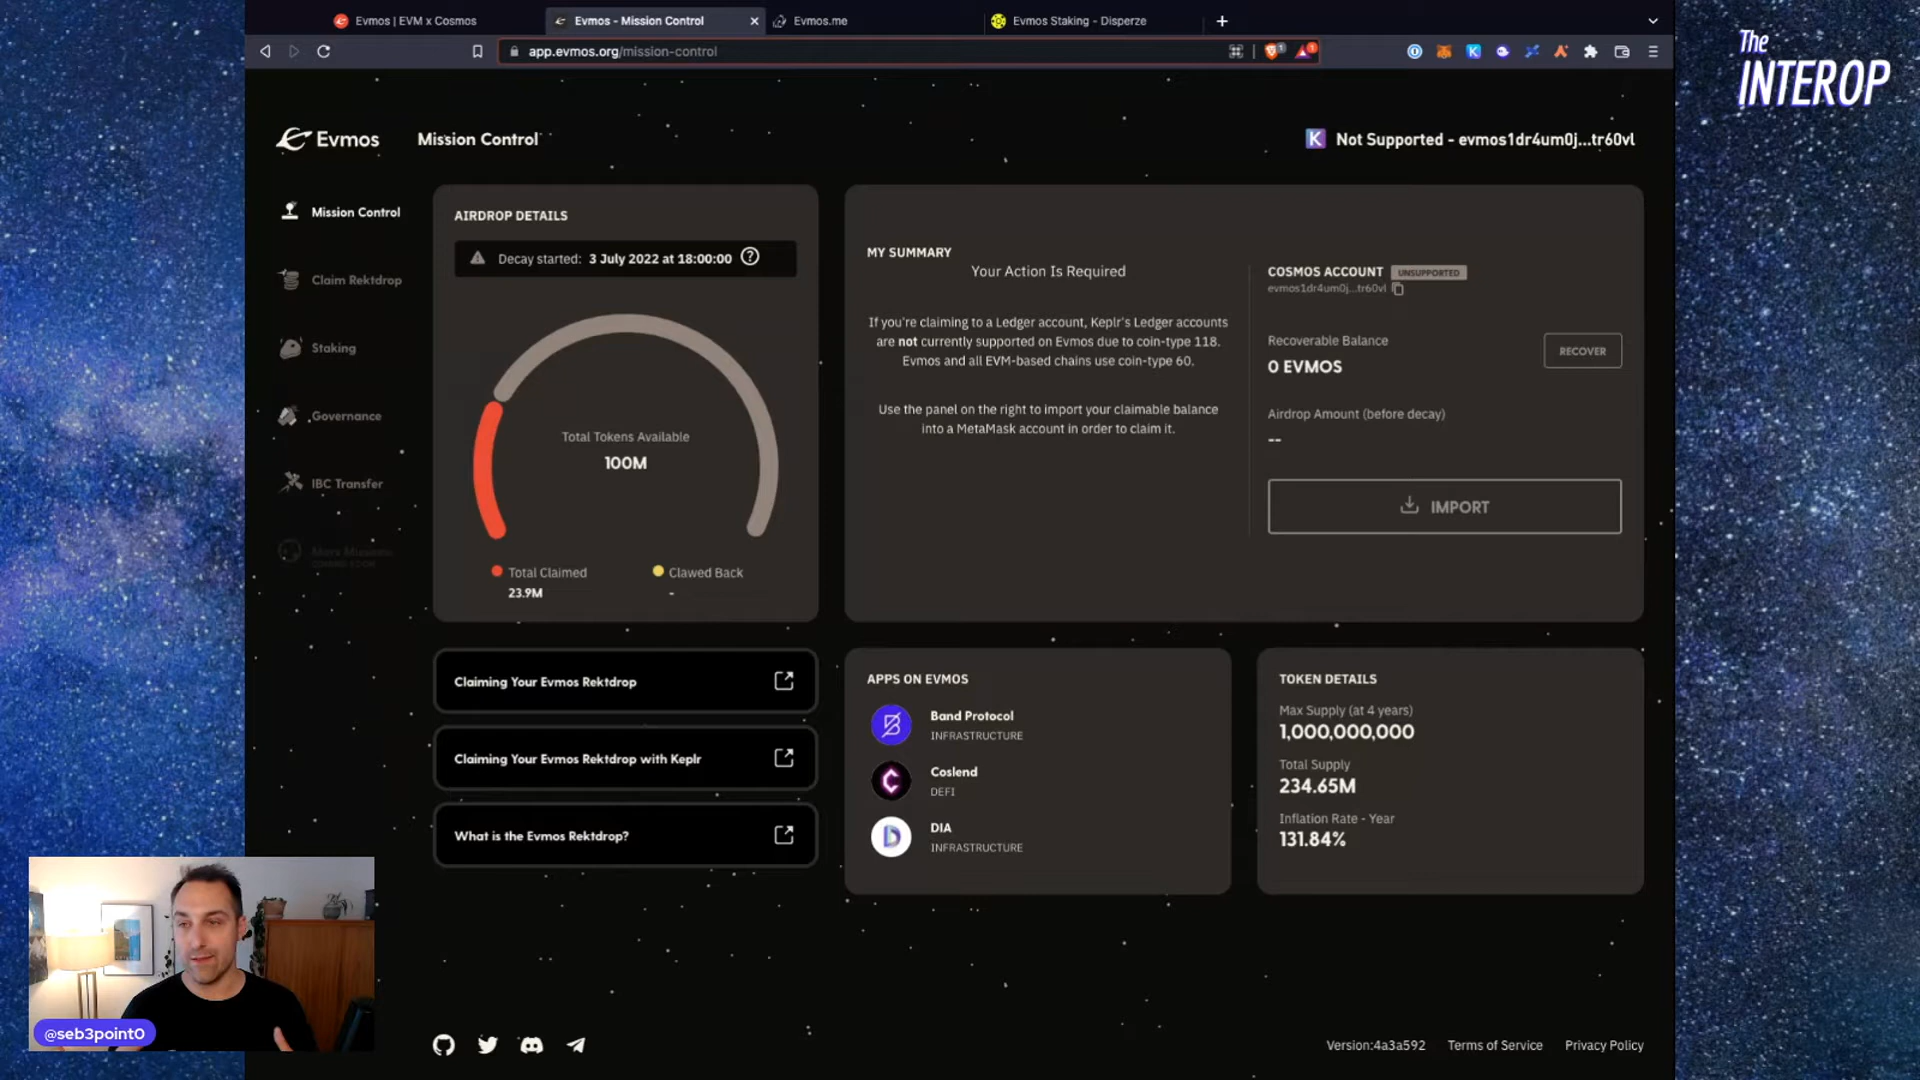 Evmos | EVM x Cosmos
Evmos - Mission Control
Evmos.me
Evmos Staking - Disperze
app.evmos.org/mission-control
The
INTEROP
Evmos
Mission Control
K
Not Supported - evmos1dr4um0j...tr60vl
Mission Control
Claim Rektdrop
Staking
Governance
IBC Transfer
More Missions
COMING SOON
AIRDROP DETAILS
Decay started: 3 July 2022 at 18:00:00
Total Tokens Available
100M
Total Claimed
23.9M
Clawed Back
-
MY SUMMARY
Your Action Is Required
If you're claiming to a Ledger account, Keplr's Ledger accounts
are not currently supported on Evmos due to coin-type 118.
Evmos and all EVM-based chains use coin-type 60.
Use the panel on the right to import your claimable balance
into a MetaMask account in order to claim it.
COSMOS ACCOUNT UNSUPPORTED
evmos1dr4um0j...tr60vl
Recoverable Balance
0 EVMOS
RECOVER
Airdrop Amount (before decay)
--
IMPORT
Claiming Your Evmos Rektdrop
Claiming Your Evmos Rektdrop with Keplr
What is the Evmos Rektdrop?
APPS ON EVMOS
Band Protocol
INFRASTRUCTURE
Coslend
DEFI
DIA
INFRASTRUCTURE
TOKEN DETAILS
Max Supply (at 4 years)
1,000,000,000
Total Supply
234.65M
Inflation Rate - Year
131.84%
@seb3point0
Version:4a3a592
Terms of Service
Privacy Policy